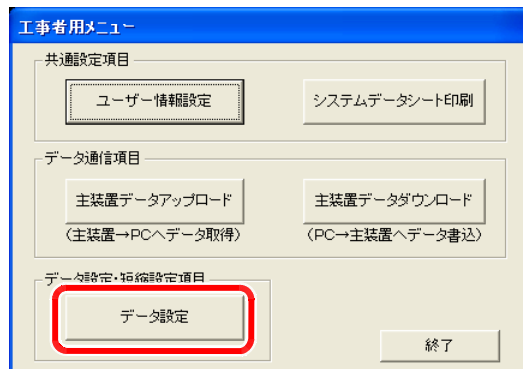 工事者用メニュー
共通設定項目
ユーザー情報設定
システムデータシート印刷
データ通信項目
主装置データアップロード
主装置データダウンロード
(主装置→PCへデータ取得)
(PC→主装置へデータ書込)
データ設定・短縮設定項目
データ設定
終了